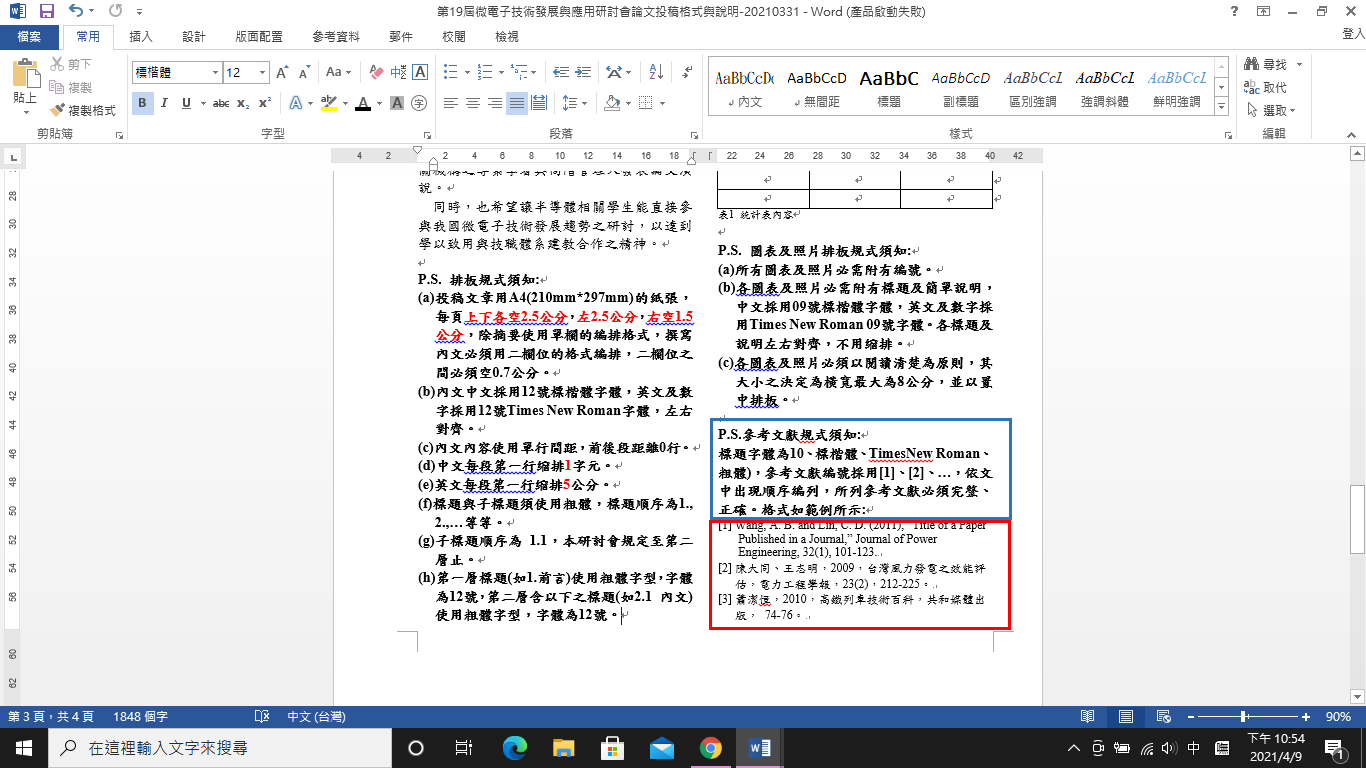 第19屆微電子技術發展與應用研討會論文投稿格式與說明-20210331 - Word (產品啟動失敗)
登入
檔案 常用 插入 設計 版面配置 參考資料 郵件 校閱 檢視
貼上
剪下
複製
複製格式
剪貼簿
標楷體 12
字型
段落
AaBbCcDc AaBbCcD AaBbC AaBbCcD AaBbCcL AaBbCcL AaBbCcL
內文 無間距 標題 副標題 區別強調 強調斜體 鮮明強調
樣式
尋找
取代
選取
編輯
4 2 2 4 6 8 10 12 14 16 18 22 24 26 28 30 32 34 36 38 40 42
說。
同時，也希望讓半導體相關學生能直接參
與我國微電子技術發展趨勢之研討，以達到
學以致用與技職體系建教合作之精神。
P.S. 排板規式須知:
(a)投稿文章用A4(210mm*297mm)的紙張，
每頁上下各空2.5公分，左2.5公分，右空1.5
公分，除摘要使用單欄的編排格式，撰寫
內文必須用二欄位的格式編排，二欄位之
間必須空0.7公分。
(b)內文中文採用12號標楷體字體，英文及數
字採用12號Times New Roman字體，左右
對齊。
(c)內文內容使用單行間距，前後段距離0行。
(d)中文每段第一行縮排1字元。
(e)英文每段第一行縮排5公分。
(f)標題與子標題須使用粗體，標題順序為1.,
2.,…等等。
(g)子標題順序為 1.1，本研討會規定至第二
層止。
(h)第一層標題(如1.前言)使用粗體字型，字體
為12號，第二層含以下之標題(如2.1 內文)
使用粗體字型，字體為12號。
表1 統計表內容
P.S. 圖表及照片排板規式須知:
(a)所有圖表及照片必需附有編號。
(b)各圖表及照片必需附有標題及簡單說明，
中文採用09號標楷體字體，英文及數字採
用Times New Roman 09號字體。各標題及
說明左右對齊，不用縮排。
(c)各圖表及照片必須以閱讀清楚為原則，其
大小之決定為橫寬最大為8公分，並以置
中排板。
P.S.參考文獻規式須知:
標題字體為10、標楷體、TimesNew Roman、
粗體)，參考文獻編號採用[1]、[2]、…，依文
中出現順序編列，所列參考文獻必須完整、
正確。格式如範例所示:
[1] Wang, A. B. and Lin, C. D. (2011), “Title of a Paper
Published in a Journal,” Journal of Power
Engineering, 32(1), 101-123.
[2] 陳大同、王志明，2009，台灣風力發電之效能評
估，電力工程學報，23(2)，212-225。
[3] 蕭潔恒，2010，高鐵列車技術百科，共和媒體出
版， 74-76。
第 3 頁，共 4 頁 1848 個字 中文 (台灣) 90%
在這裡輸入文字來搜尋
中
下午 10:54
2021/4/9
1